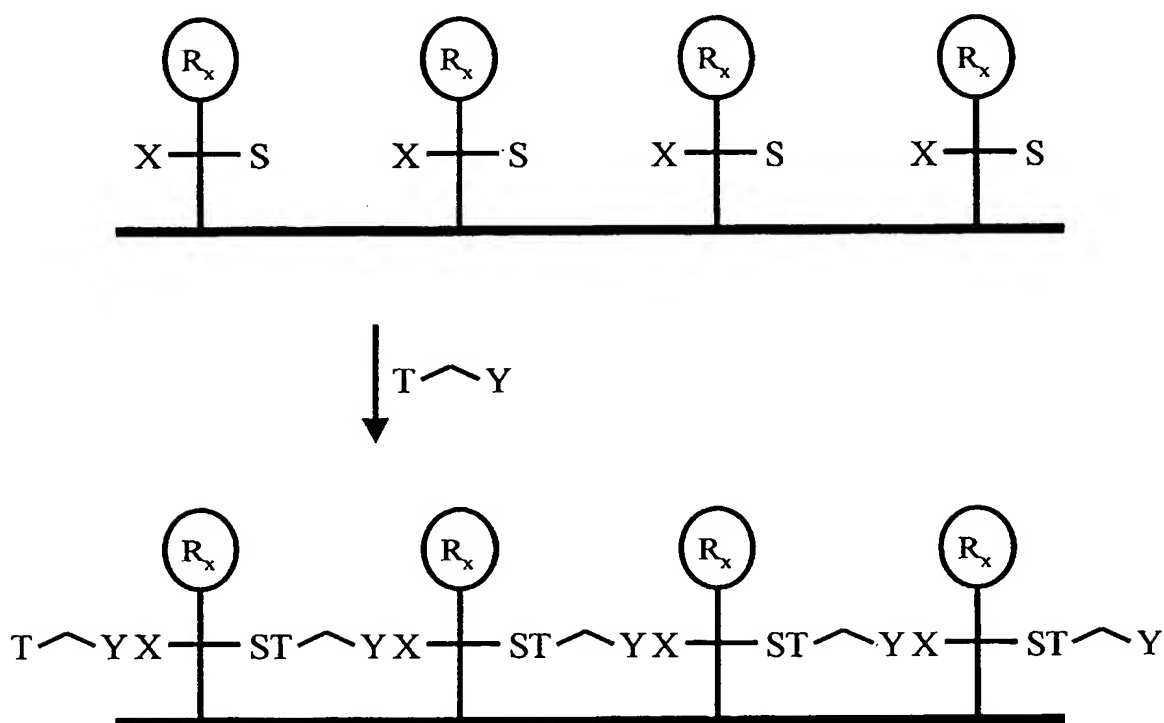 Rₓ Rₓ Rₓ Rₓ
X S X S X S X S
T Y
Rₓ Rₓ Rₓ Rₓ
T YX ST YX ST YX ST YX ST Y